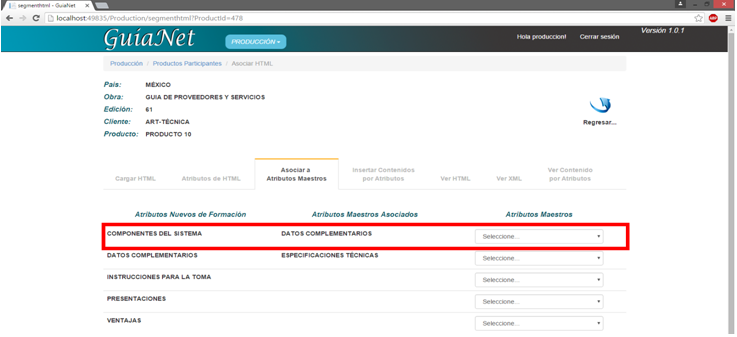 segmenthtml - GuiaNet
localhost:49835/Production/segmenthtml?ProductId=478
GuíaNet
PRODUCCIÓN
Hola produccion!
Cerrar sesión
Versión 1.0.1
Producción / Productos Participantes / Asociar HTML
País: MÉXICO
Obra: GUIA DE PROVEEDORES Y SERVICIOS
Edición: 61
Cliente: ART-TÉCNICA
Producto: PRODUCTO 10
Regresar...
Cargar HTML
Atributos de HTML
Asociar a
Atributos Maestros
Insertar Contenidos
por Atributos
Ver HTML
Ver XML
Ver Contenido
por Atributos
Atributos Nuevos de Formación Atributos Maestros Asociados Atributos Maestros
COMPONENTES DEL SISTEMA DATOS COMPLEMENTARIOS Seleccione...
DATOS COMPLEMENTARIOS ESPECIFICACIONES TÉCNICAS Seleccione...
INSTRUCCIONES PARA LA TOMA Seleccione...
PRESENTACIONES Seleccione...
VENTAJAS Seleccione...